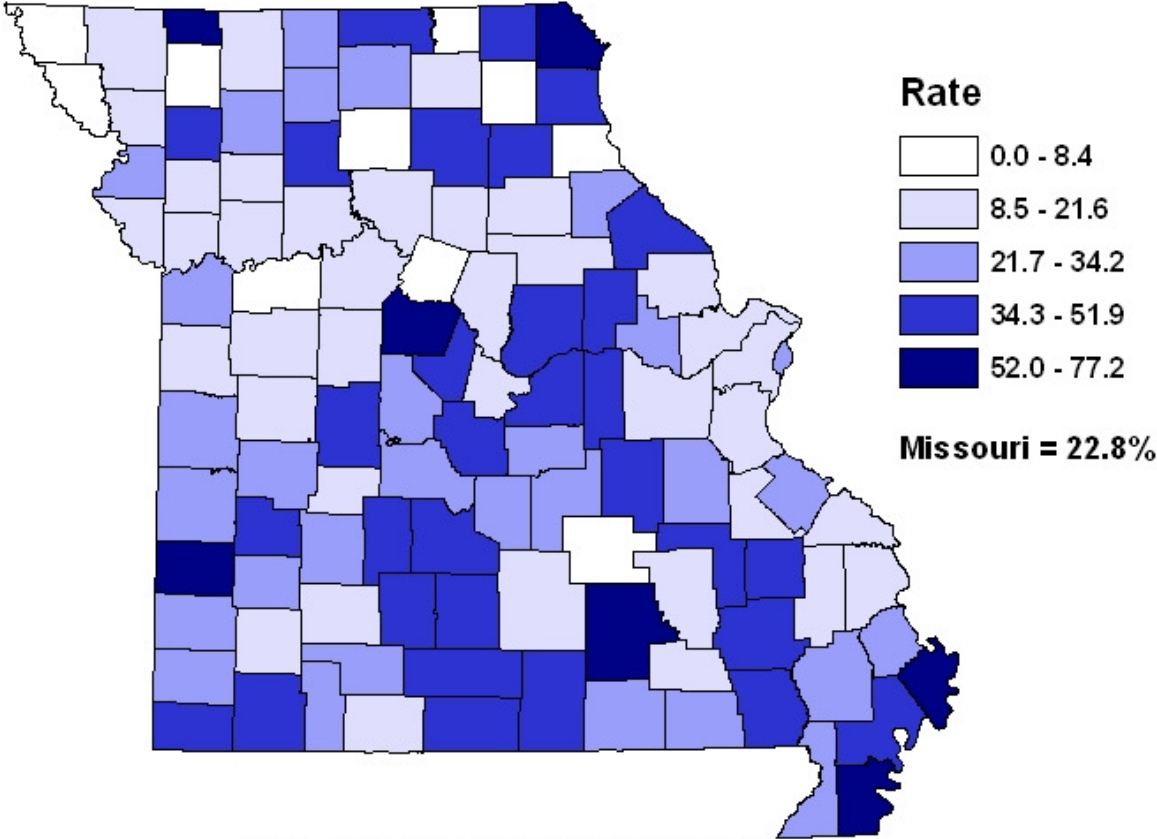 Rate
0.0 - 8.4
8.5 - 21.6
21.7 - 34.2
34.3 - 51.9
52.0 - 77.2
Missouri = 22.8%